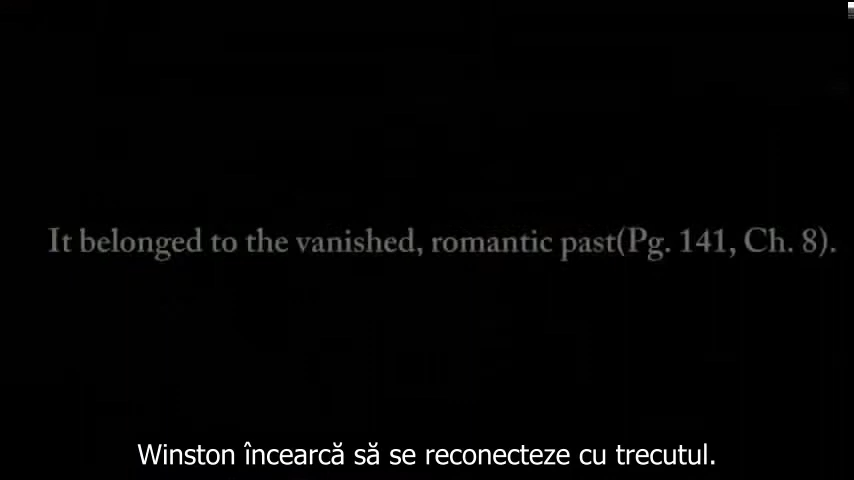 It belonged to the vanished, romantic past(Pg. 141, Ch. 8).
Winston încearcă să se reconecteze cu trecutul.